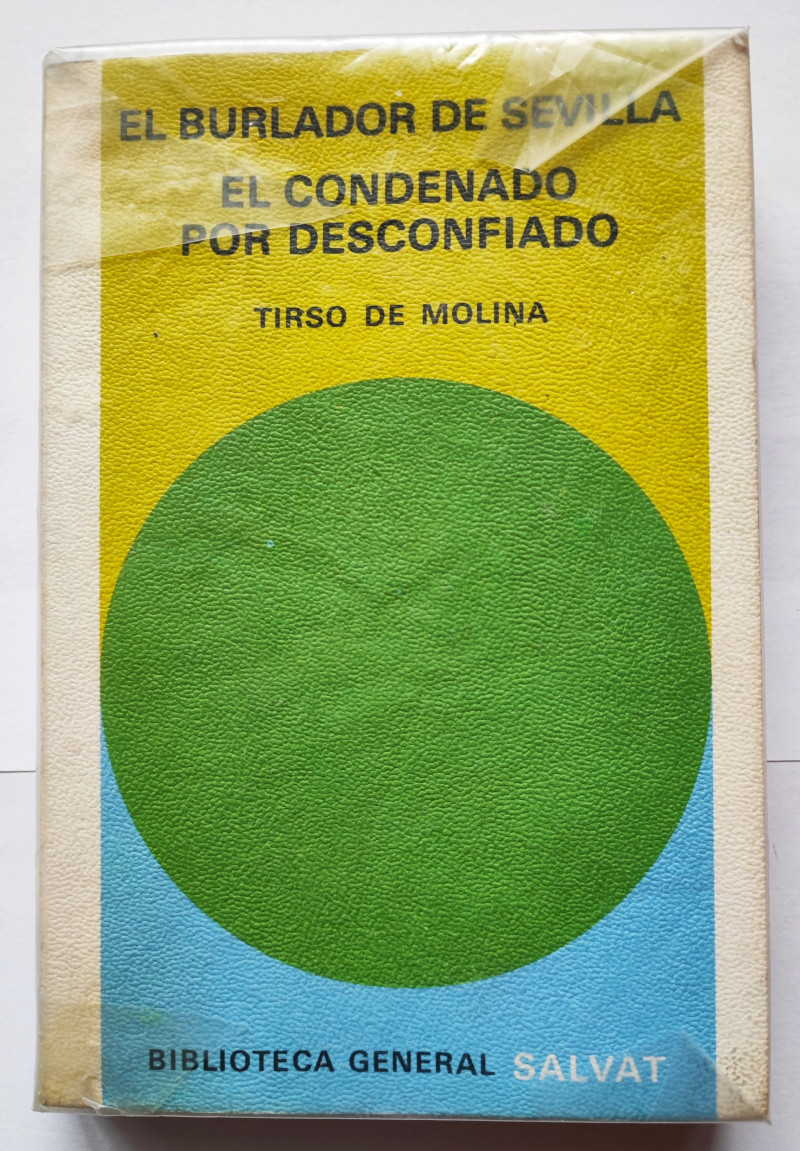 EL BURLADOR DE SEVILLA
EL CONDENADO
POR DESCONFIADO
TIRSO DE MOLINA
BIBLIOTECA GENERAL SALVAT